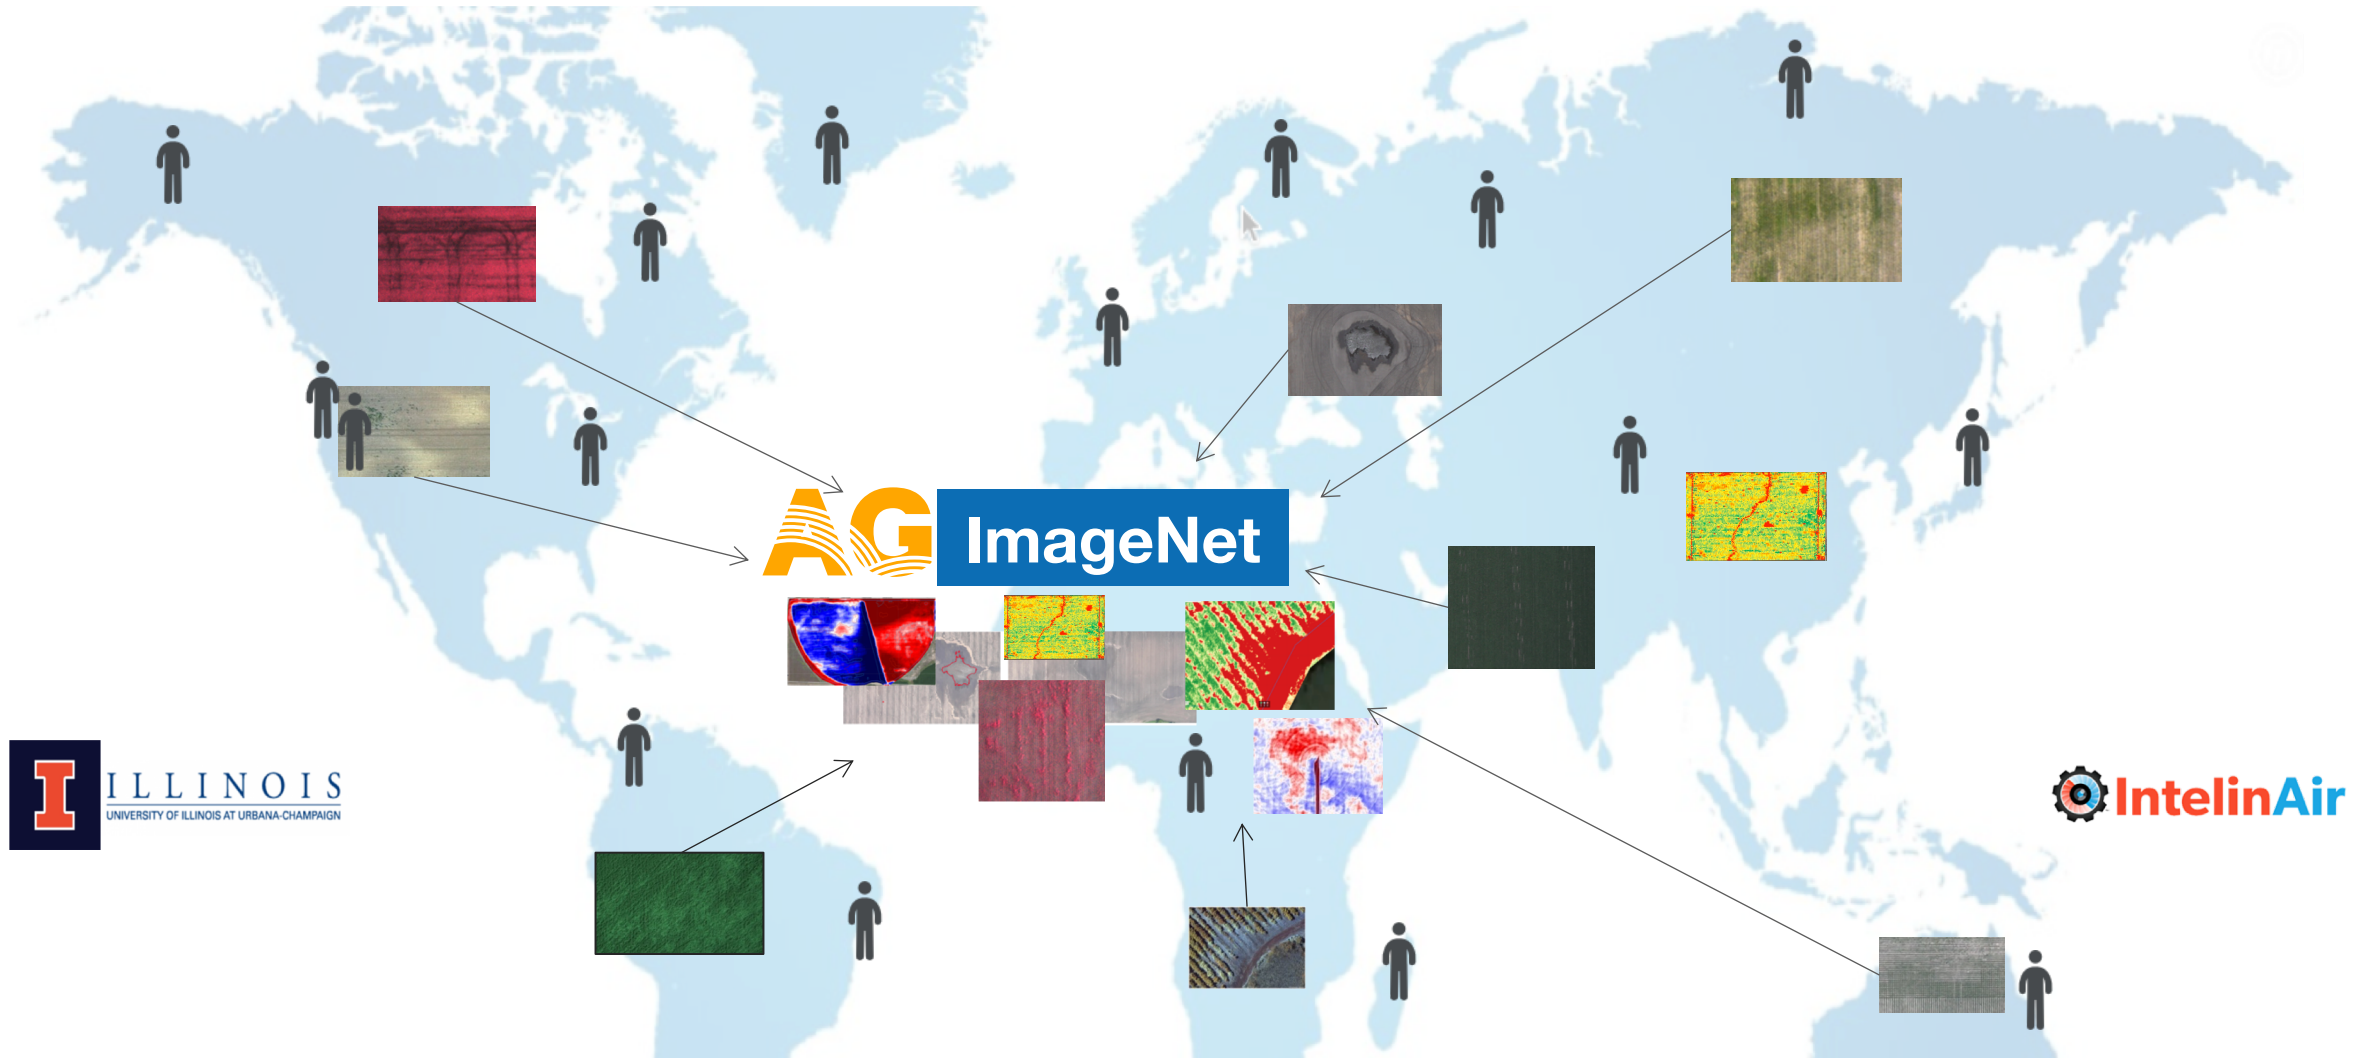 AG ImageNet
I ILLINOIS
UNIVERSITY OF ILLINOIS AT URBANA-CHAMPAIGN
IntelinAir